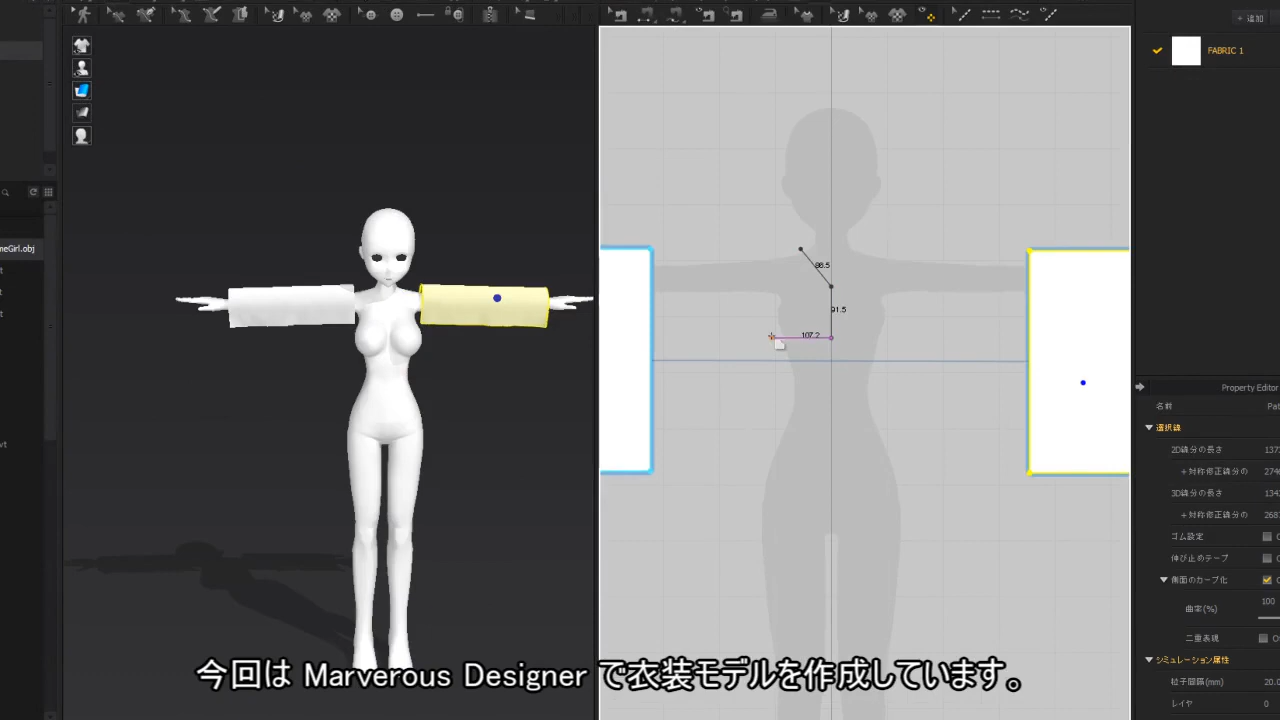 追加
FABRIC 1
neGirl.obj
86.5
91.5
107.2
Property Editor
名前
選択線
2D線分の長さ
+対称修正線分の
3D線分の長さ
+対称修正線分の
ゴム設定
伸び止めテープ
側面のカーブ化
曲率(%) 100
二重表現
シミュレーション属性
粒子間隔(mm) 20.0
レイヤ 0
今回は Marverous Designer で衣装モデルを作成しています。